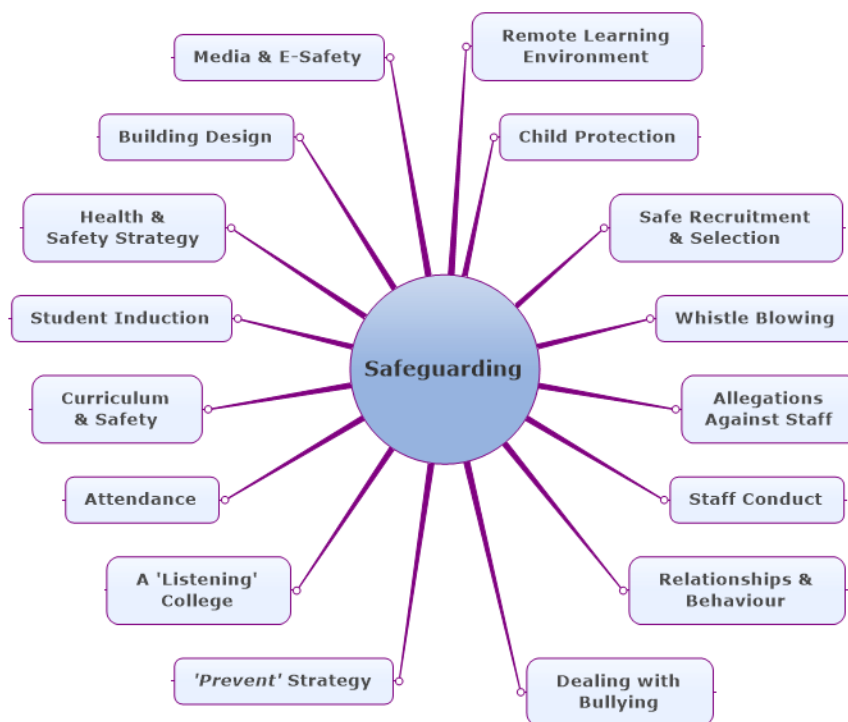 Remote Learning
Environment
Media & E-Safety
Building Design
Child Protection
Health &
Safety Strategy
Safe Recruitment
& Selection
Student Induction
Whistle Blowing
Safeguarding
Curriculum
& Safety
Allegations
Against Staff
Attendance
Staff Conduct
A 'Listening'
College
Relationships &
Behaviour
'Prevent' Strategy
Dealing with
Bullying